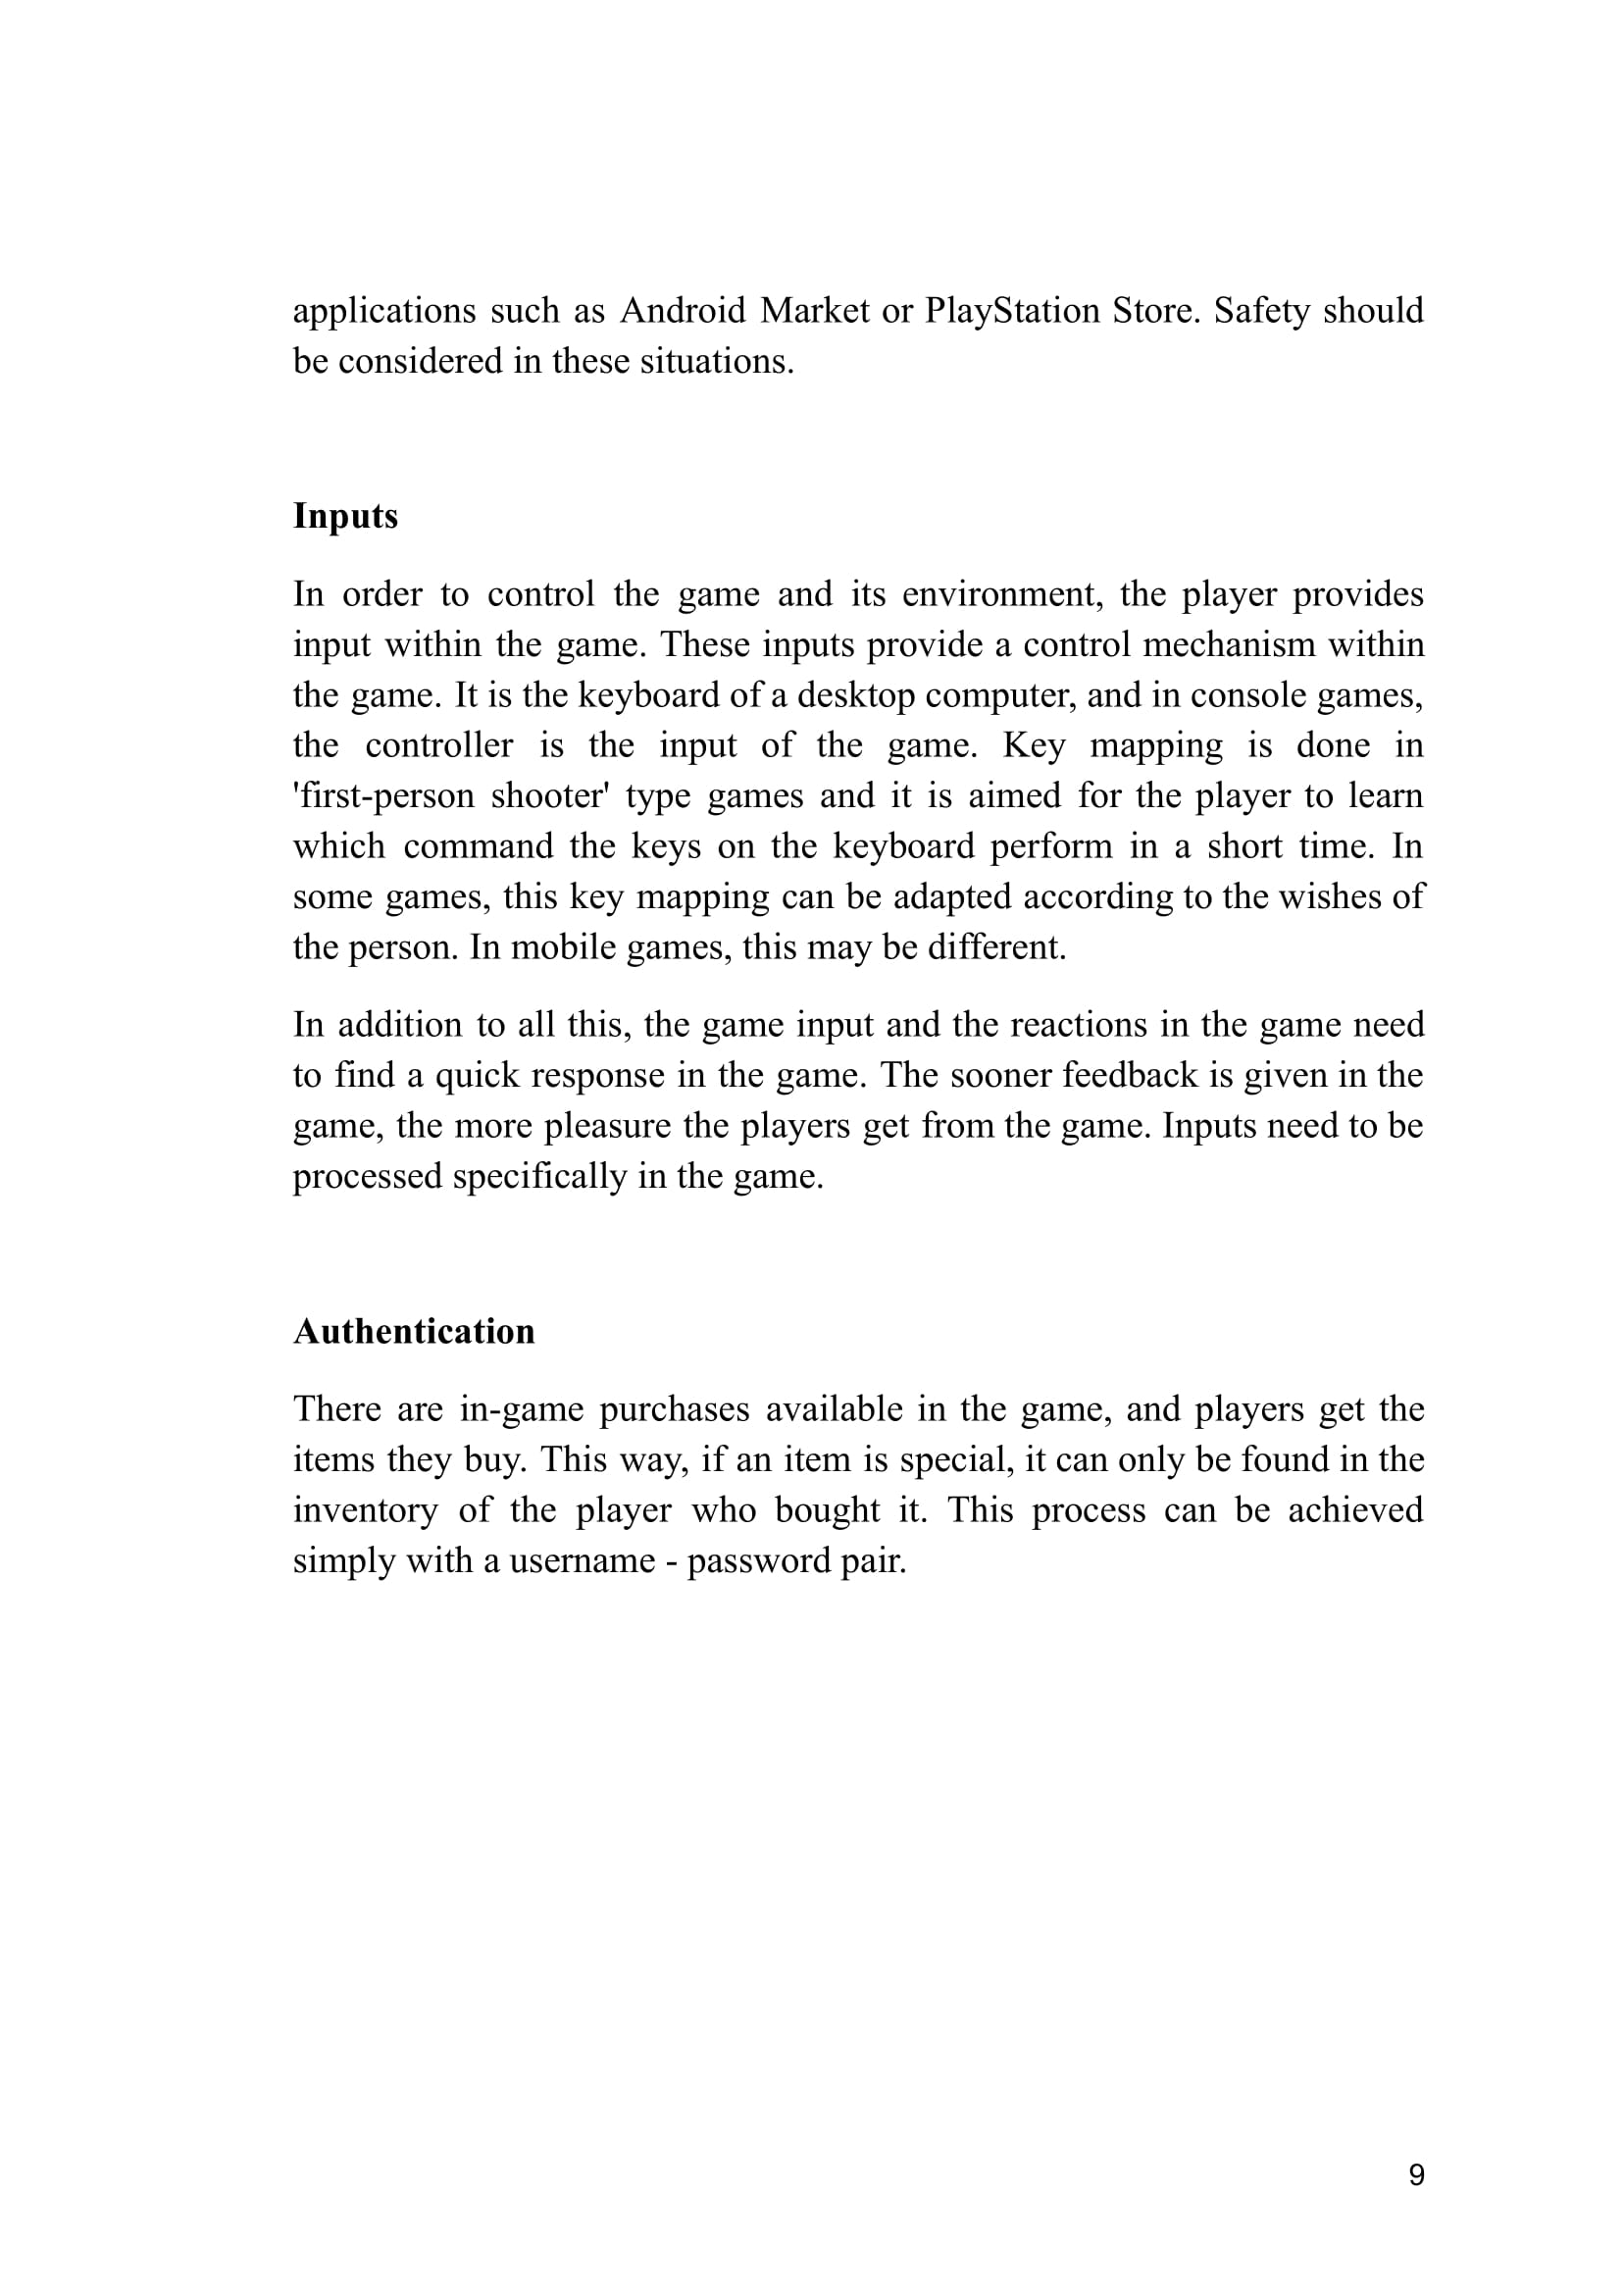 applications such as Android Market or PlayStation Store. Safety should
be considered in these situations.
Inputs
In order to control the game and its environment, the player provides
input within the game. These inputs provide a control mechanism within
the game. It is the keyboard of a desktop computer, and in console games,
the controller is the input of the game. Key mapping is done in
'first-person shooter' type games and it is aimed for the player to learn
which command the keys on the keyboard perform in a short time. In
some games, this key mapping can be adapted according to the wishes of
the person. In mobile games, this may be different.
In addition to all this, the game input and the reactions in the game need
to find a quick response in the game. The sooner feedback is given in the
game, the more pleasure the players get from the game. Inputs need to be
processed specifically in the game.
Authentication
There are in-game purchases available in the game, and players get the
items they buy. This way, if an item is special, it can only be found in the
inventory of the player who bought it. This process can be achieved
simply with a username - password pair.
9